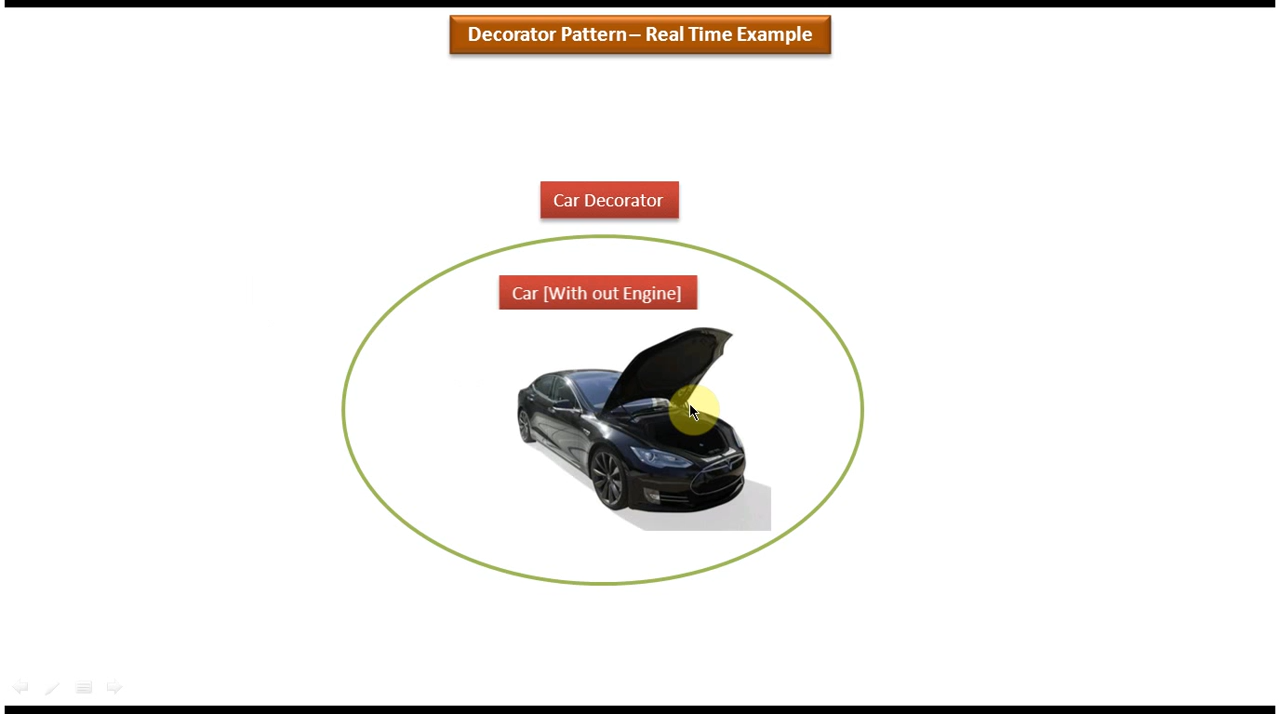 Decorator Pattern – Real Time Example
Car Decorator
Car [With out Engine]